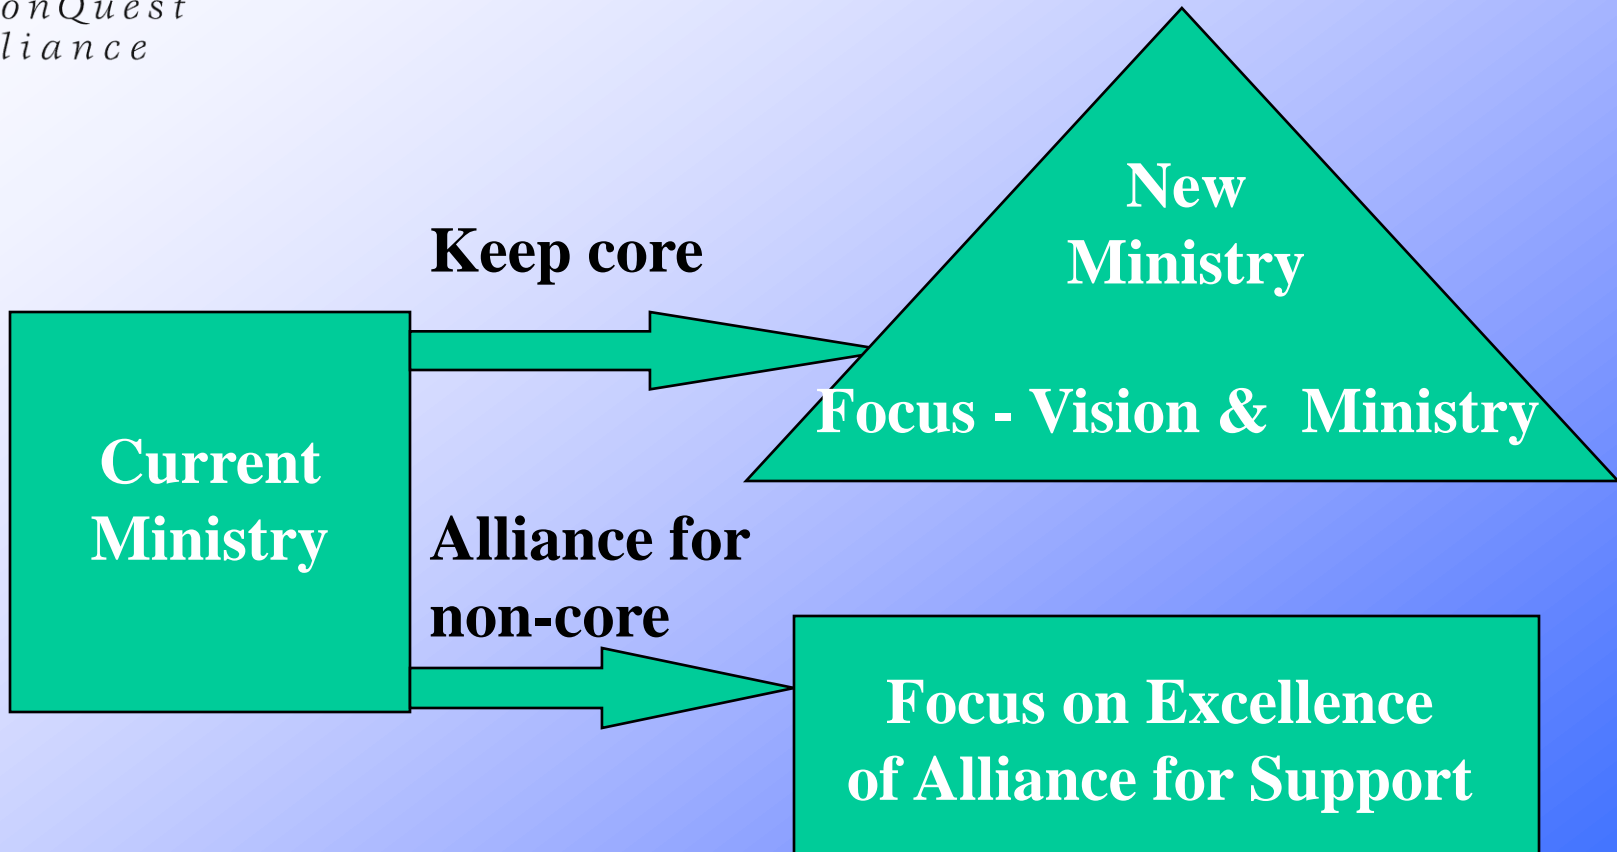 onQuest
liance
New
Ministry
Keep core
Focus - Vision & Ministry
Current
Ministry
Alliance for
non-core
Focus on Excellence
of Alliance for Support